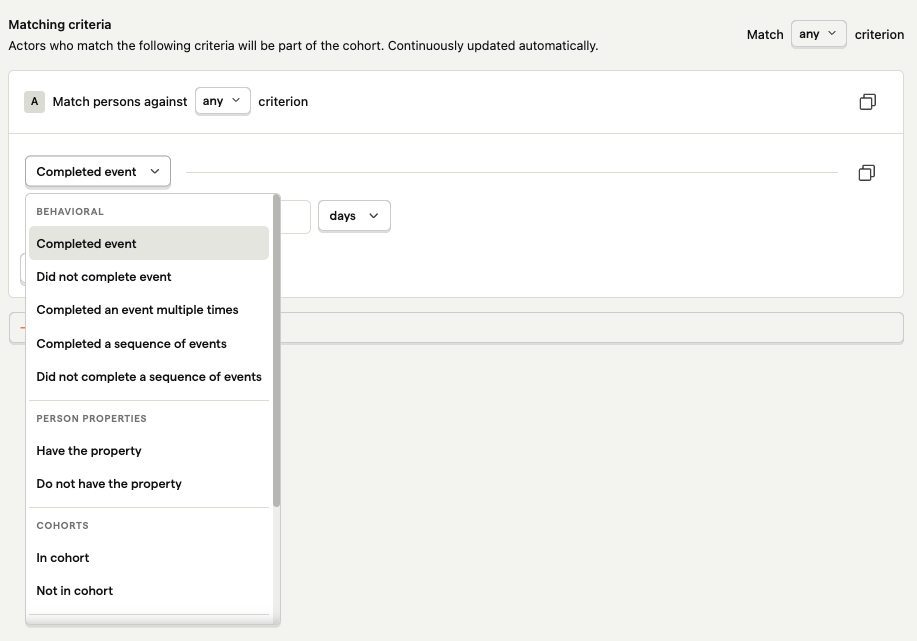 Matching criteria
Actors who match the following criteria will be part of the cohort. Continuously updated automatically.
Match any criterion
A Match persons against any criterion
Completed event
days
BEHAVIORAL
Completed event
Did not complete event
Completed an event multiple times
Completed a sequence of events
Did not complete a sequence of events
PERSON PROPERTIES
Have the property
Do not have the property
COHORTS
In cohort
Not in cohort